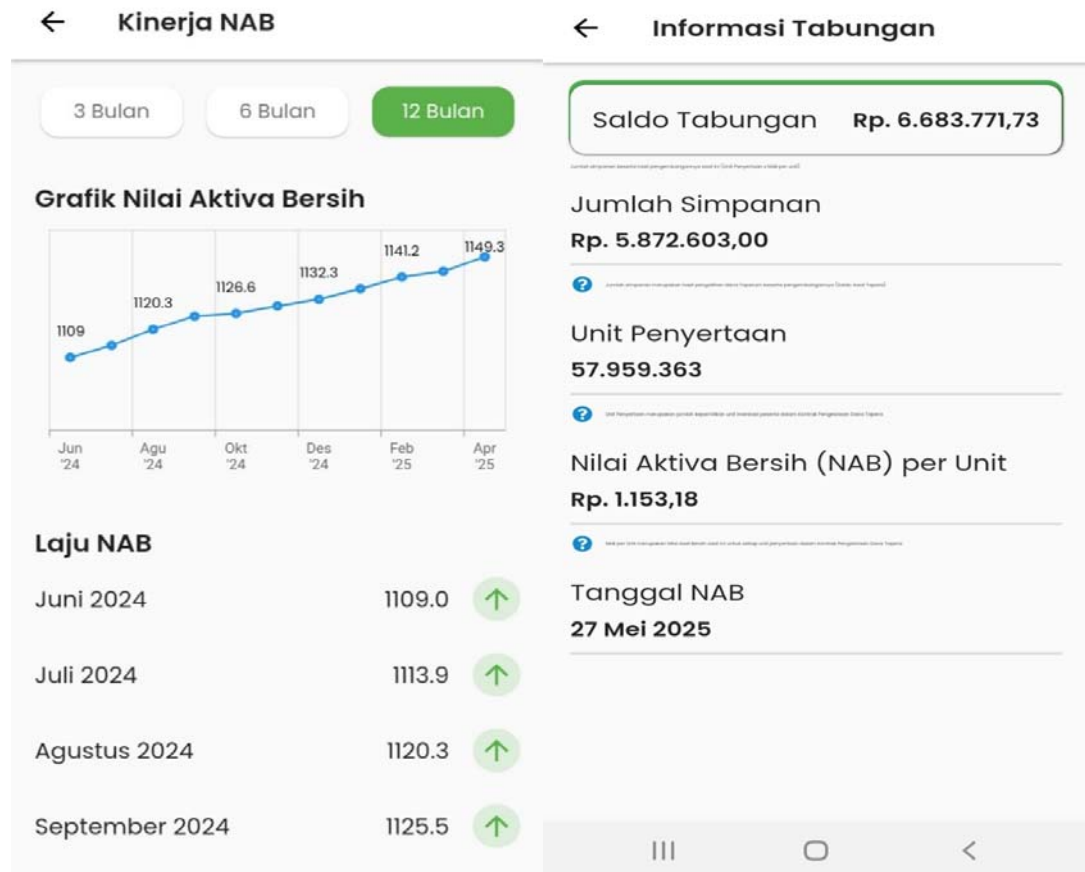 Kinerja NAB
3 Bulan
6 Bulan
12 Bulan
Grafik Nilai Aktiva Bersih
1109
1120.3
1126.6
1132.3
1141.2
1149.3
Jun '24
Agu '24
Okt '24
Des '24
Feb '25
Apr '25
Laju NAB
Juni 2024 1109.0
Juli 2024 1113.9
Agustus 2024 1120.3
September 2024 1125.5
Informasi Tabungan
Saldo Tabungan Rp. 6.683.771,73
Jumlah Simpanan
Rp. 5.872.603,00
Unit Penyertaan
57.959.363
Nilai Aktiva Bersih (NAB) per Unit
Rp. 1.153,18
Tanggal NAB
27 Mei 2025